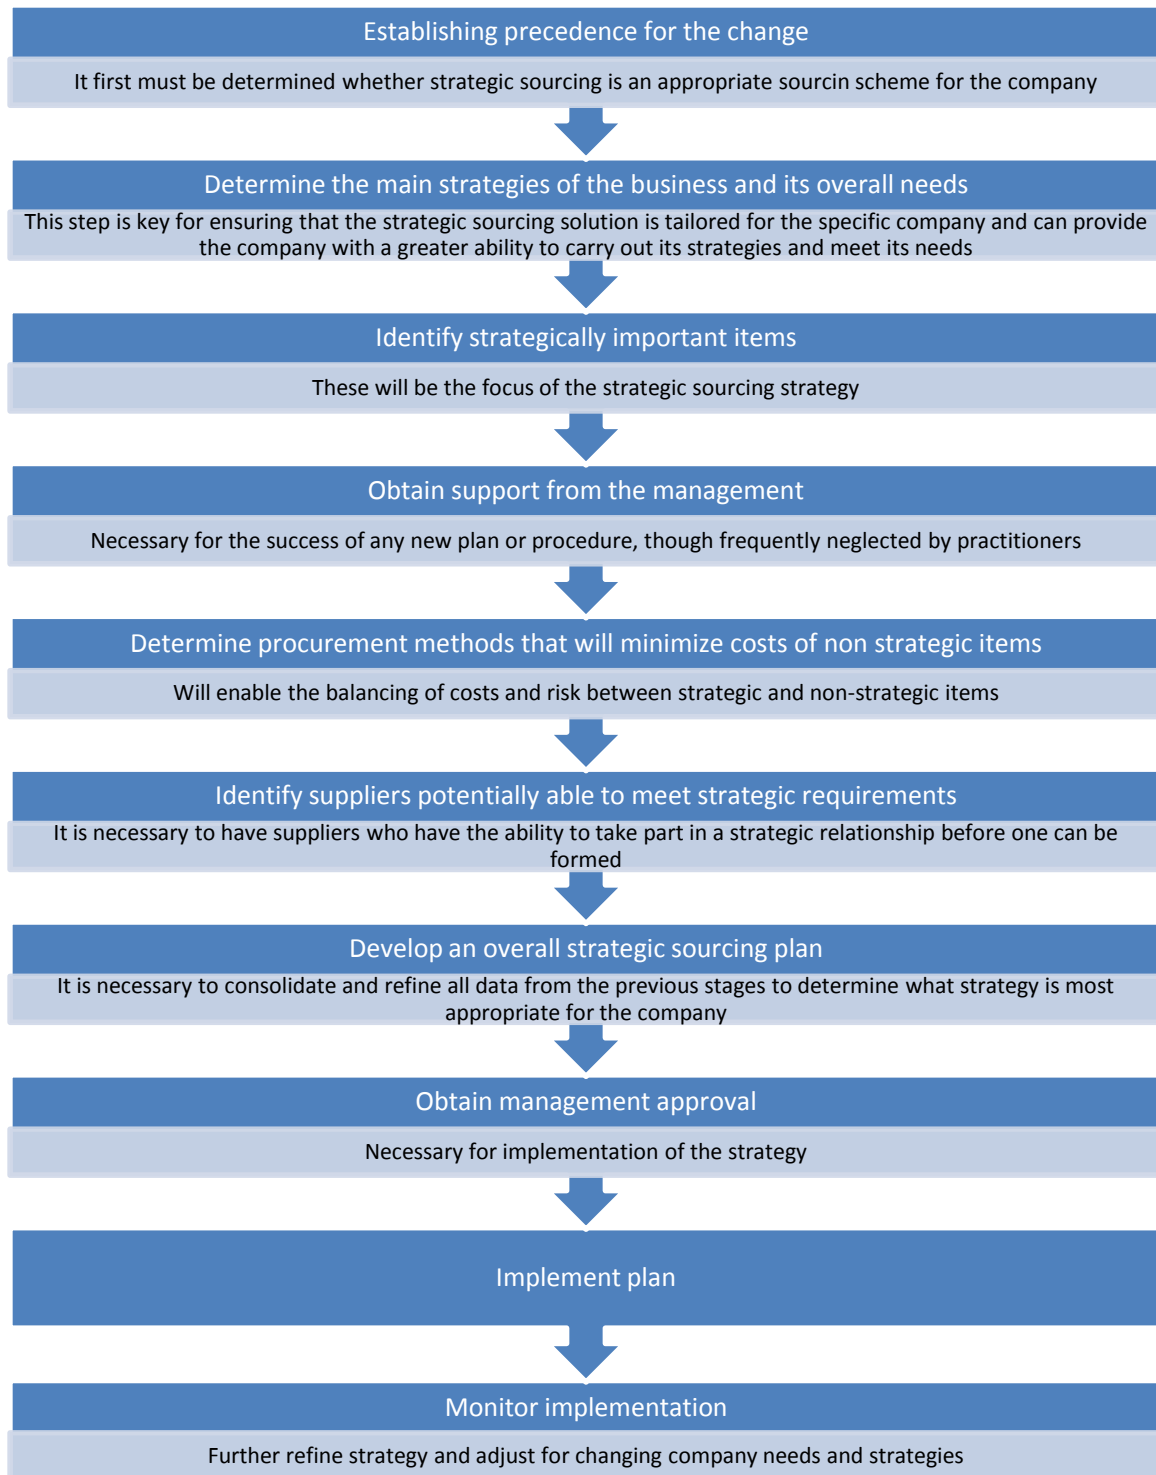 Establishing precedence for the change
It first must be determined whether strategic sourcing is an appropriate sourcin scheme for the company
Determine the main strategies of the business and its overall needs
This step is key for ensuring that the strategic sourcing solution is tailored for the specific company and can provide
the company with a greater ability to carry out its strategies and meet its needs
Identify strategically important items
These will be the focus of the strategic sourcing strategy
Obtain support from the management
Necessary for the success of any new plan or procedure, though frequently neglected by practitioners
Determine procurement methods that will minimize costs of non strategic items
Will enable the balancing of costs and risk between strategic and non-strategic items
Identify suppliers potentially able to meet strategic requirements
It is necessary to have suppliers who have the ability to take part in a strategic relationship before one can be
formed
Develop an overall strategic sourcing plan
It is necessary to consolidate and refine all data from the previous stages to determine what strategy is most
appropriate for the company
Obtain management approval
Necessary for implementation of the strategy
Implement plan
Monitor implementation
Further refine strategy and adjust for changing company needs and strategies